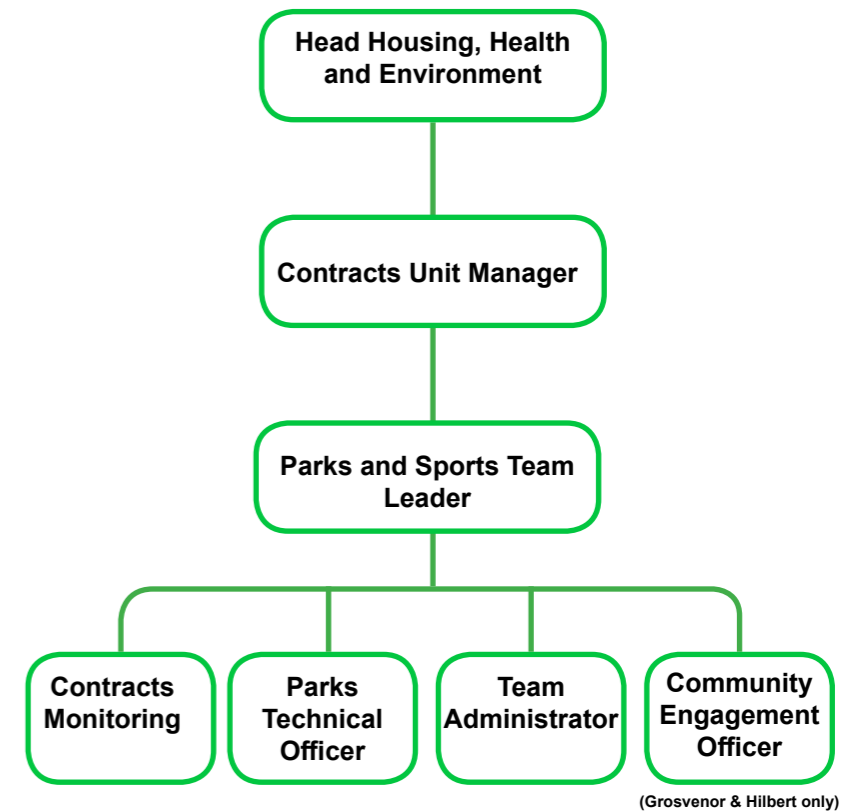 Head Housing, Health
and Environment
Contracts Unit Manager
Parks and Sports Team
Leader
Contracts
Monitoring
Parks
Technical
Officer
Team
Administrator
Community
Engagement
Officer
(Grosvenor & Hilbert only)